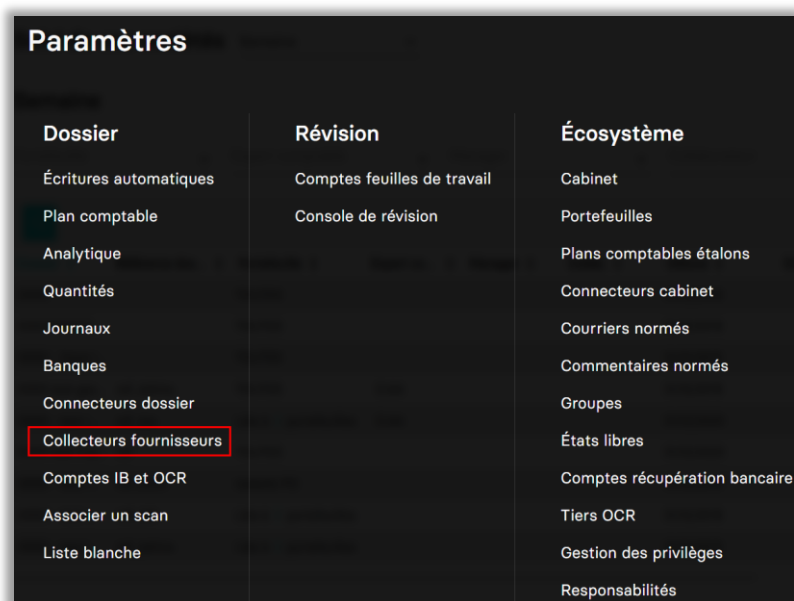 Paramètres
Dossier
Écritures automatiques
Plan comptable
Analytique
Quantités
Journaux
Banques
Connecteurs dossier
Collecteurs fournisseurs
Comptes IB et OCR
Associer un scan
Liste blanche
Révision
Comptes feuilles de travail
Console de révision
Écosystème
Cabinet
Portefeuilles
Plans comptables étalons
Connecteurs cabinet
Courriers normés
Commentaires normés
Groupes
États libres
Comptes récupération bancaire
Tiers OCR
Gestion des privilèges
Responsabilités